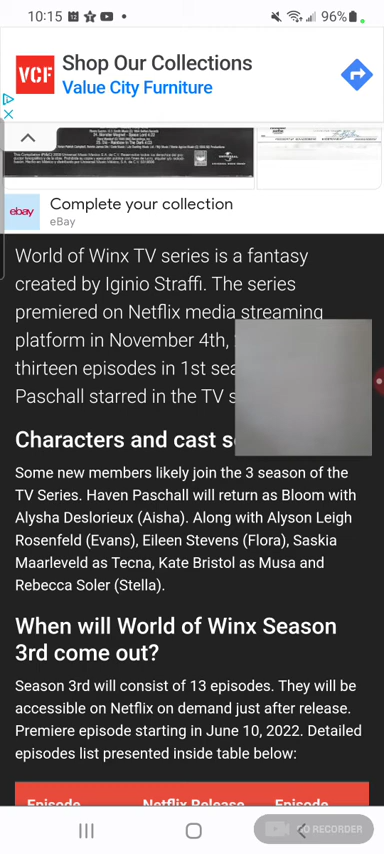 10:15
96%
VCF
Shop Our Collections
Value City Furniture
ebay
Complete your collection
eBay
World of Winx TV series is a fantasy
created by Iginio Straffi. The series
premiered on Netflix media streaming
platform in November 4th,
thirteen episodes in 1st
Paschall starred in the TV
Characters and cast
Some new members likely join the 3 season of the
TV Series. Haven Paschall will return as Bloom with
Alysha Deslorieux (Aisha). Along with Alyson Leigh
Rosenfeld (Evans), Eileen Stevens (Flora), Saskia
Maarleveld as Tecna, Kate Bristol as Musa and
Rebecca Soler (Stella).
When will World of Winx Season
3rd come out?
Season 3rd will consist of 13 episodes. They will be
accessible on Netflix on demand just after release.
Premiere episode starting in June 10, 2022. Detailed
episodes list presented inside table below:
Episode Netflix Release Episode
RECORDER